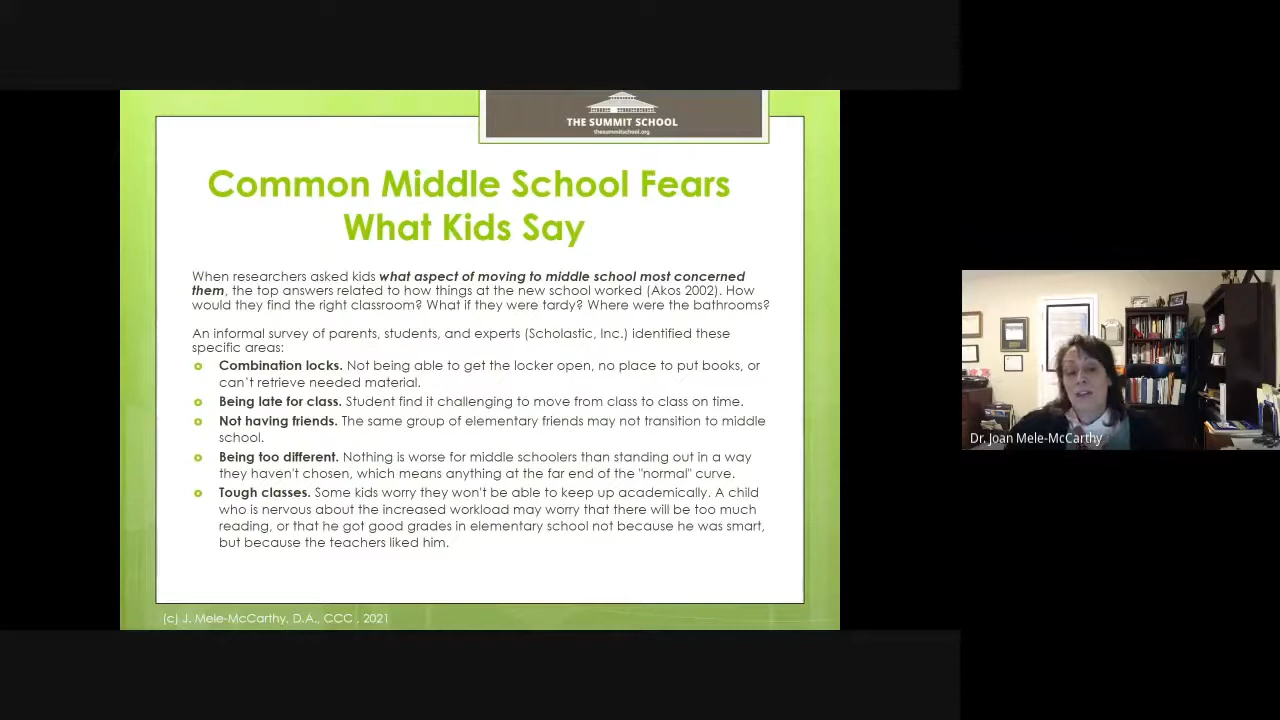 THE SUMMIT SCHOOL
thesummitschool.org
Common Middle School Fears
What Kids Say
When researchers asked kids what aspect of moving to middle school most concerned
them, the top answers related to how things at the new school worked (Akos 2002). How
would they find the right classroom? What if they were tardy? Where were the bathrooms?
An informal survey of parents, students, and experts (Scholastic, Inc.) identified these
specific areas:
Combination locks. Not being able to get the locker open, no place to put books, or
can't retrieve needed material.
Being late for class. Student find it challenging to move from class to class on time.
Not having friends. The same group of elementary friends may not transition to middle
school.
Being too different. Nothing is worse for middle schoolers than standing out in a way
they haven't chosen, which means anything at the far end of the "normal" curve.
Tough classes. Some kids worry they won't be able to keep up academically. A child
who is nervous about the increased workload may worry that there will be too much
reading, or that he got good grades in elementary school not because he was smart,
but because the teachers liked him.
(c) J. Mele-McCarthy, D.A., CCC , 2021
Dr. Joan Mele-McCarthy